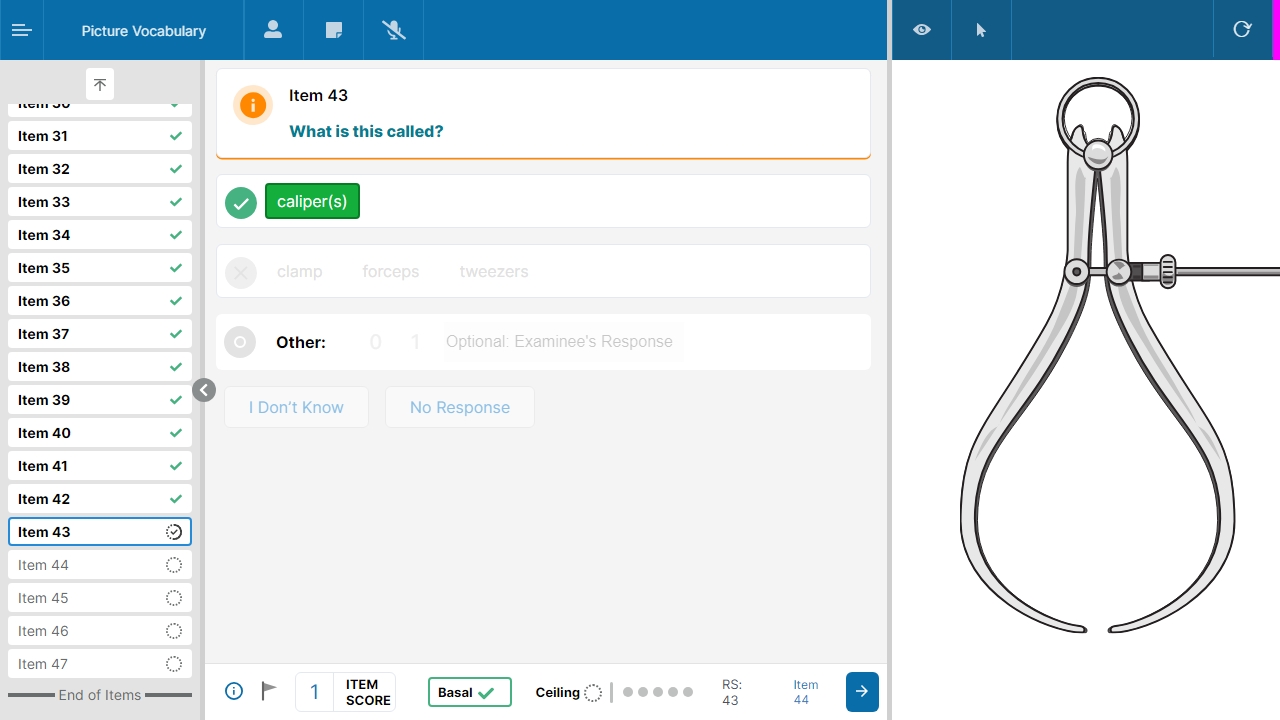 Picture Vocabulary
Item 30
Item 31
Item 32
Item 33
Item 34
Item 35
Item 36
Item 37
Item 38
Item 39
Item 40
Item 41
Item 42
Item 43
Item 44
Item 45
Item 46
Item 47
End of Items
Item 43
What is this called?
caliper(s)
clamp forceps tweezers
Other: 0 1 Optional: Examinee's Response
I Don't Know No Response
1 ITEM SCORE
Basal
Ceiling
RS: 43
Item 44